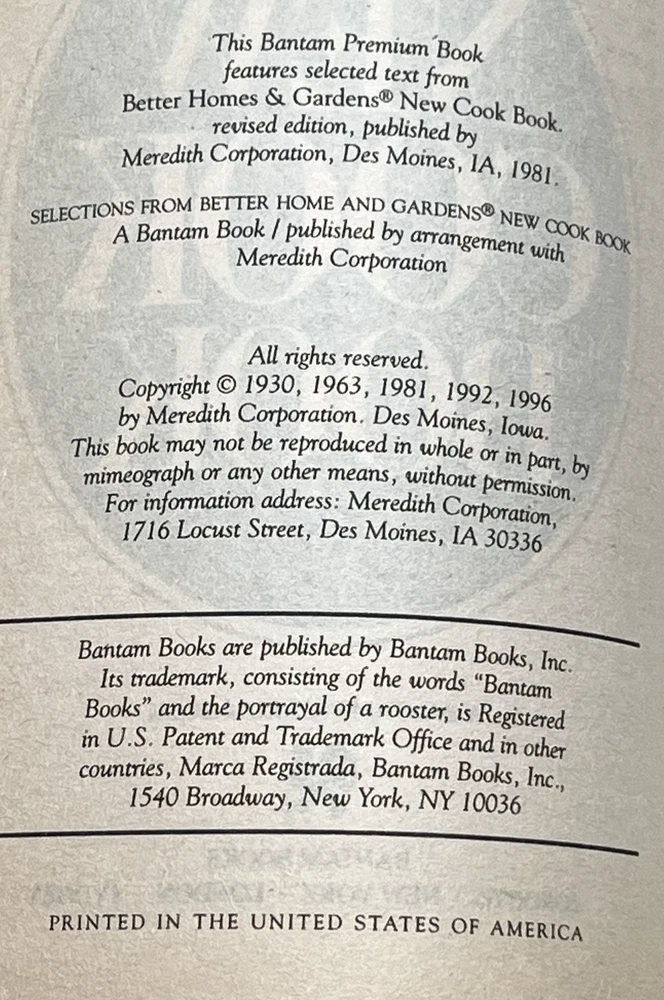 This Bantam Premium Book
features selected text from
Better Homes & Gardens® New Cook Book.
revised edition, published by
Meredith Corporation, Des Moines, IA, 1981.
SELECTIONS FROM BETTER HOME AND GARDENS® NEW COOK BOOK
A Bantam Book / published by arrangement with
Meredith Corporation
All rights reserved.
Copyright © 1930, 1963, 1981, 1992, 1996
by Meredith Corporation. Des Moines, Iowa.
This book may not be reproduced in whole or in part, by
mimeograph or any other means, without permission.
For information address: Meredith Corporation,
1716 Locust Street, Des Moines, IA 30336
Bantam Books are published by Bantam Books, Inc.
Its trademark, consisting of the words "Bantam
Books" and the portrayal of a rooster, is Registered
in U.S. Patent and Trademark Office and in other
countries, Marca Registrada, Bantam Books, Inc.,
1540 Broadway, New York, NY 10036
PRINTED IN THE UNITED STATES OF AMERICA